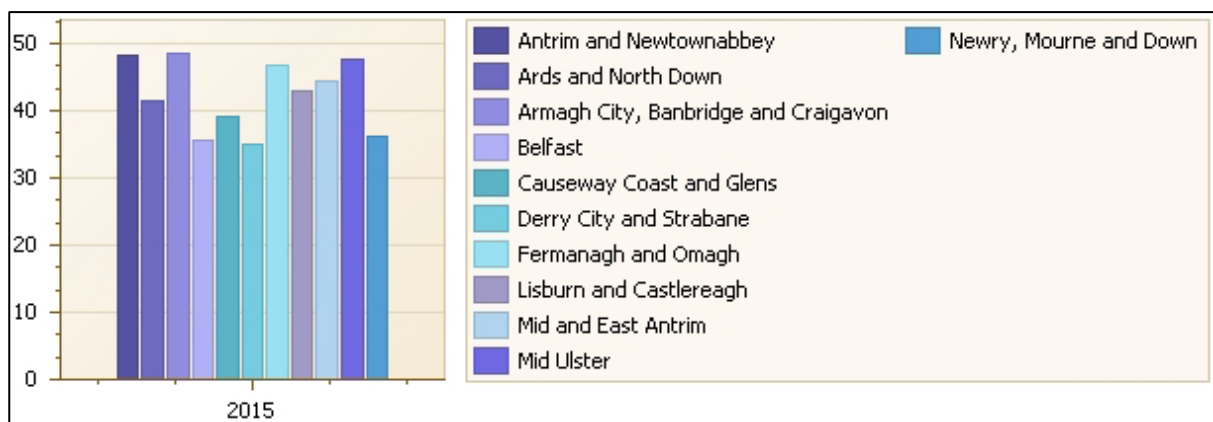 50
40
30
20
10
0
2015
Antrim and Newtownabbey
Ards and North Down
Armagh City, Banbridge and Craigavon
Belfast
Causeway Coast and Glens
Derry City and Strabane
Fermanagh and Omagh
Lisburn and Castlereagh
Mid and East Antrim
Mid Ulster
Newry, Mourne and Down